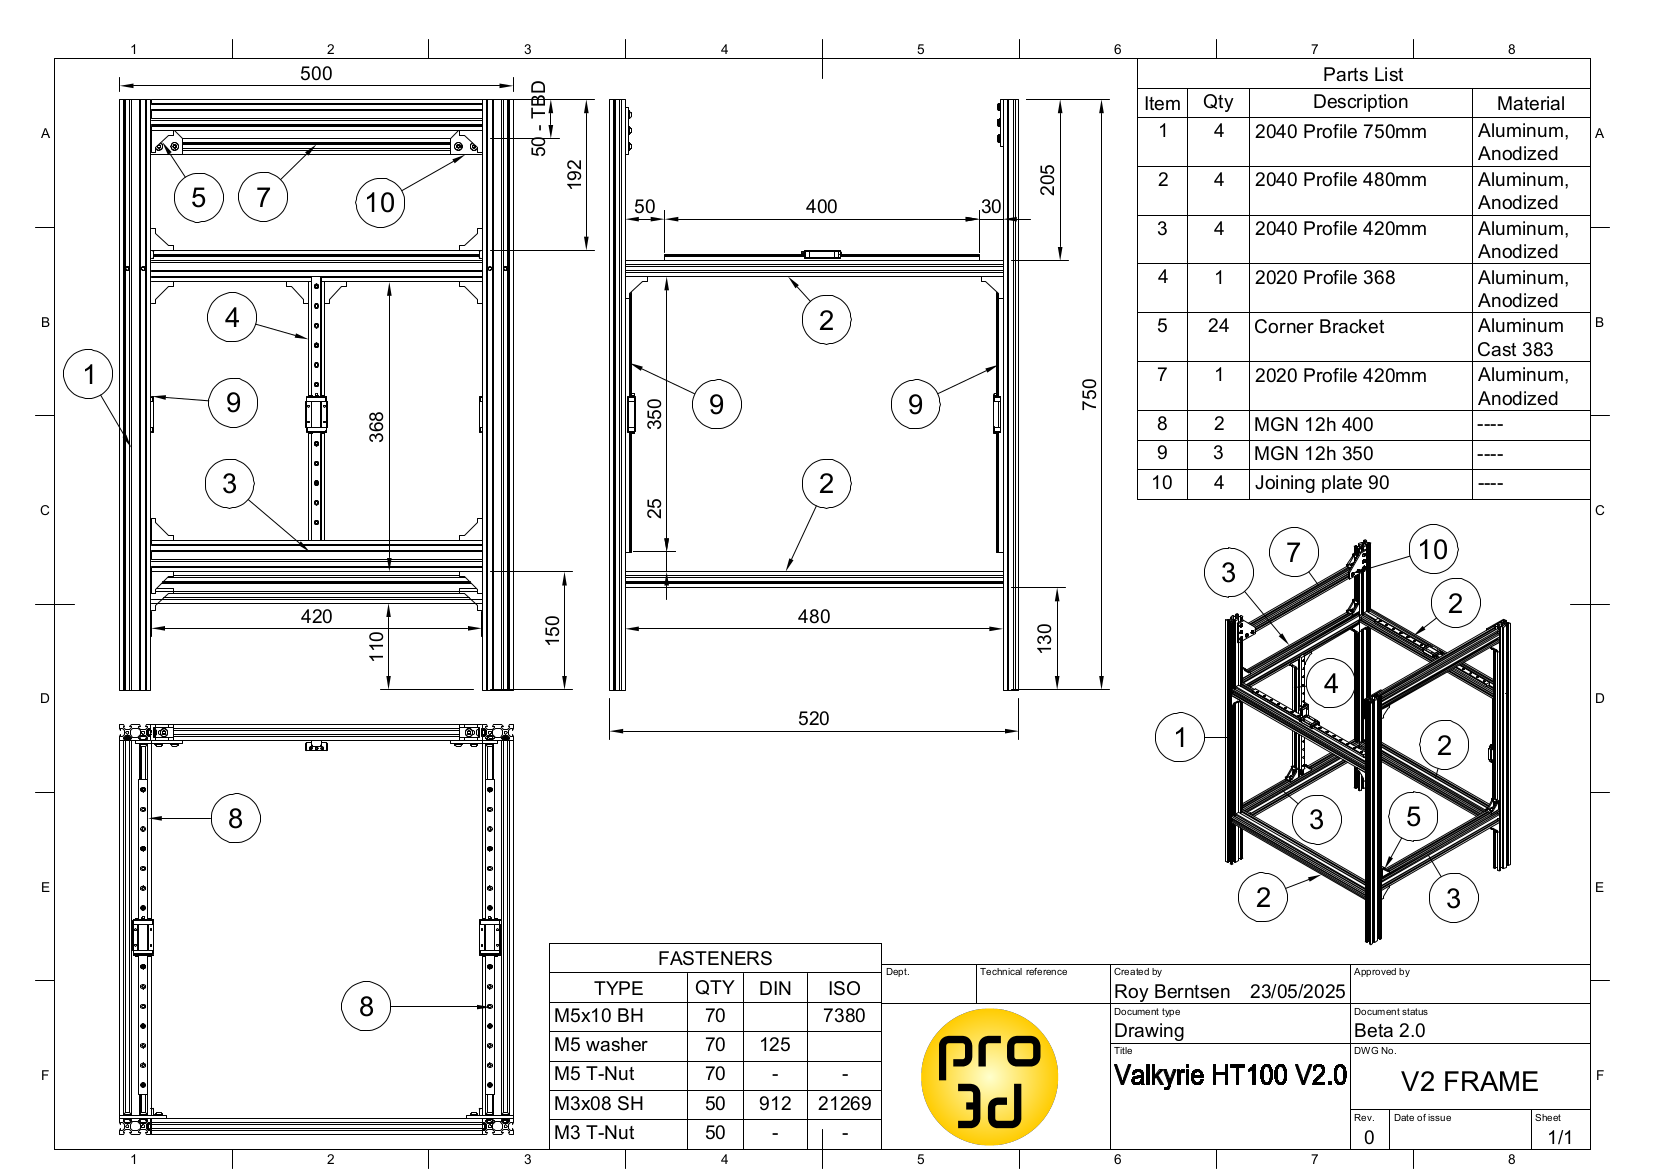 1 2 3 4 5 6 7 8
A A
B B
C C
D D
E E
F F
1 2 3 4 5 6 7 8
500
50 - TBD
192
5
7
10
4
1
9
368
3
420
110
150
50
400
30
205
2
9
9
350
750
2
25
480
130
520
8
8
Parts List
Item Qty Description Material
1 4 2040 Profile 750mm Aluminum,
Anodized
2 4 2040 Profile 480mm Aluminum,
Anodized
3 4 2040 Profile 420mm Aluminum,
Anodized
4 1 2020 Profile 368 Aluminum,
Anodized
5 24 Corner Bracket Aluminum
Cast 383
7 1 2020 Profile 420mm Aluminum,
Anodized
8 2 MGN 12h 400 ----
9 3 MGN 12h 350 ----
10 4 Joining plate 90 ----
7
10
3
2
4
1
2
3
5
2
3
FASTENERS
TYPE QTY DIN ISO
M5x10 BH 70 7380
M5 washer 70 125
M5 T-Nut 70 - -
M3x08 SH 50 912 21269
M3 T-Nut 50 - -
Dept. Technical reference Created by Approved by
Roy Berntsen 23/05/2025
pro
3d
Document type Document status
Drawing Beta 2.0
Title DWG No.
Valkyrie HT100 V2.0
V2 FRAME
Rev. Date of issue Sheet
0 1/1